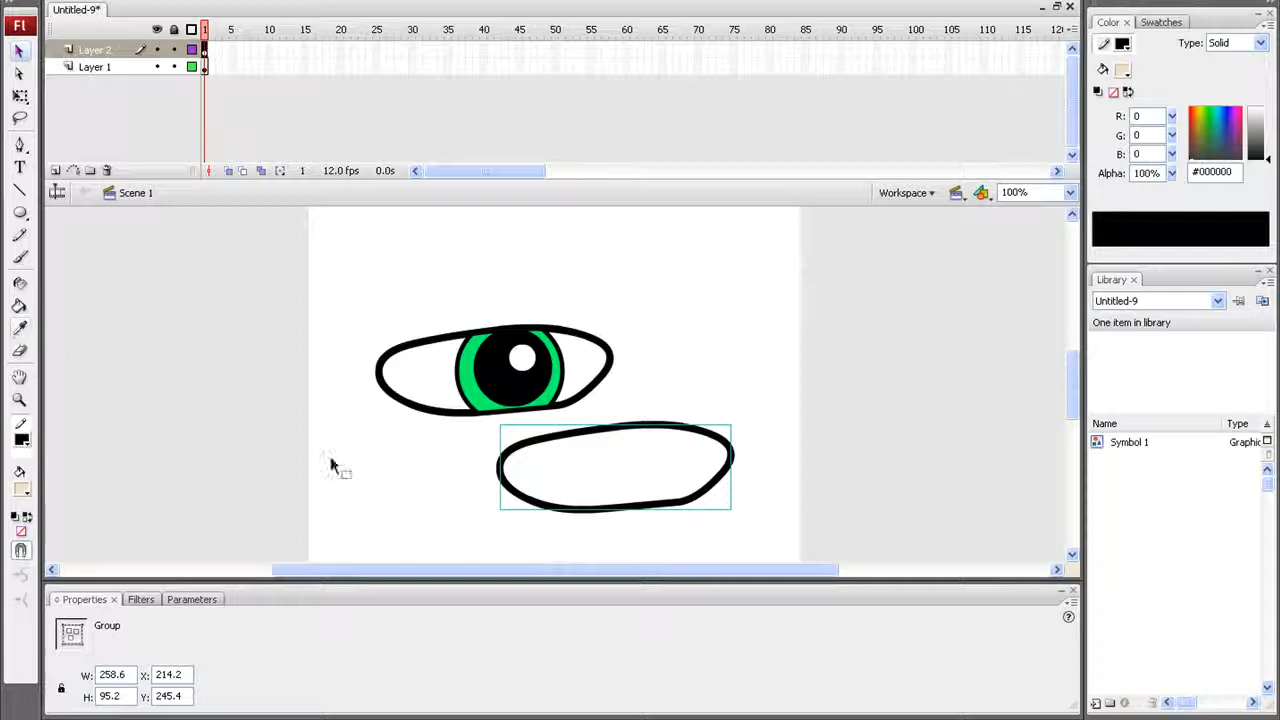 Untitled-9*
Fl
1 5 10 15 20 25 30 35 40 45 50 55 60 65 70 75 80 85 90 95 100 105 110 115 120
Layer 2
Layer 1
1 12.0 fps 0.0s
Scene 1
Workspace
100%
T
Color
Swatches
Type: Solid
R: 0
G: 0
B: 0
Alpha: 100%
#000000
Library
Untitled-9
One item in library
Name Type
Symbol 1 Graphic
Properties
Filters
Parameters
Group
W: 258.6 X: 214.2
H: 95.2 Y: 245.4